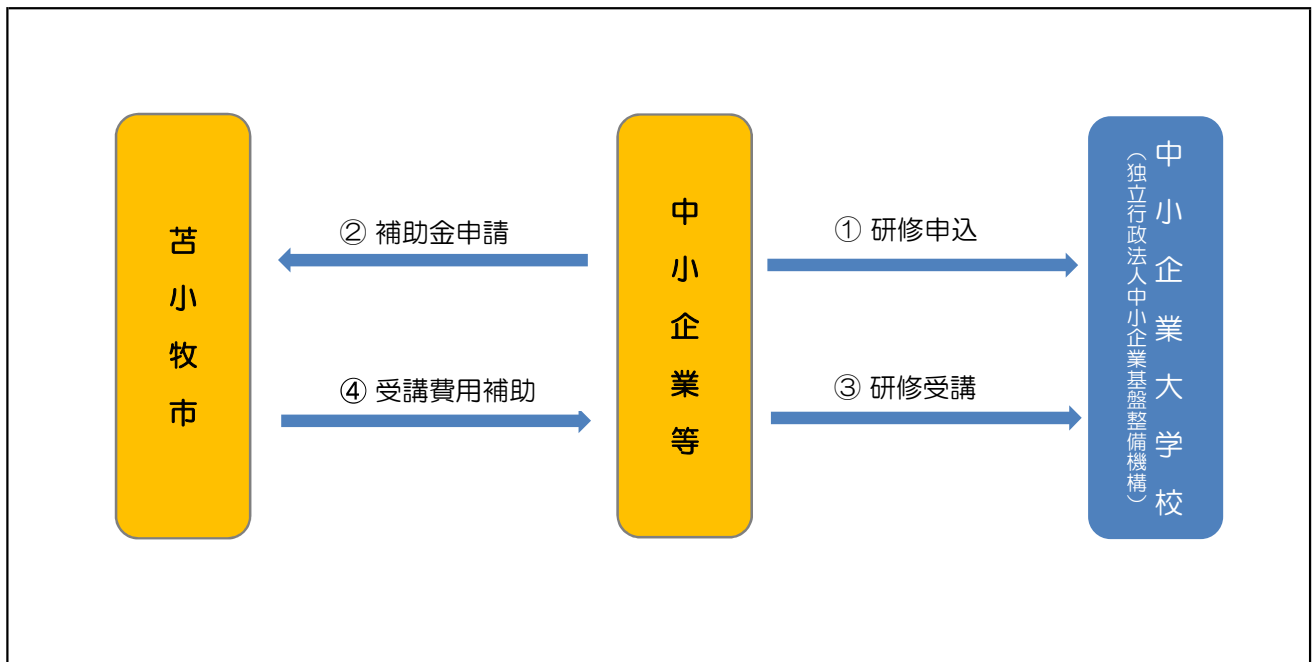 苫小牧市
② 補助金申請
④ 受講費用補助
中小企業等
① 研修申込
③ 研修受講
中小企業大学校
（独立行政法人中小企業基盤整備機構）